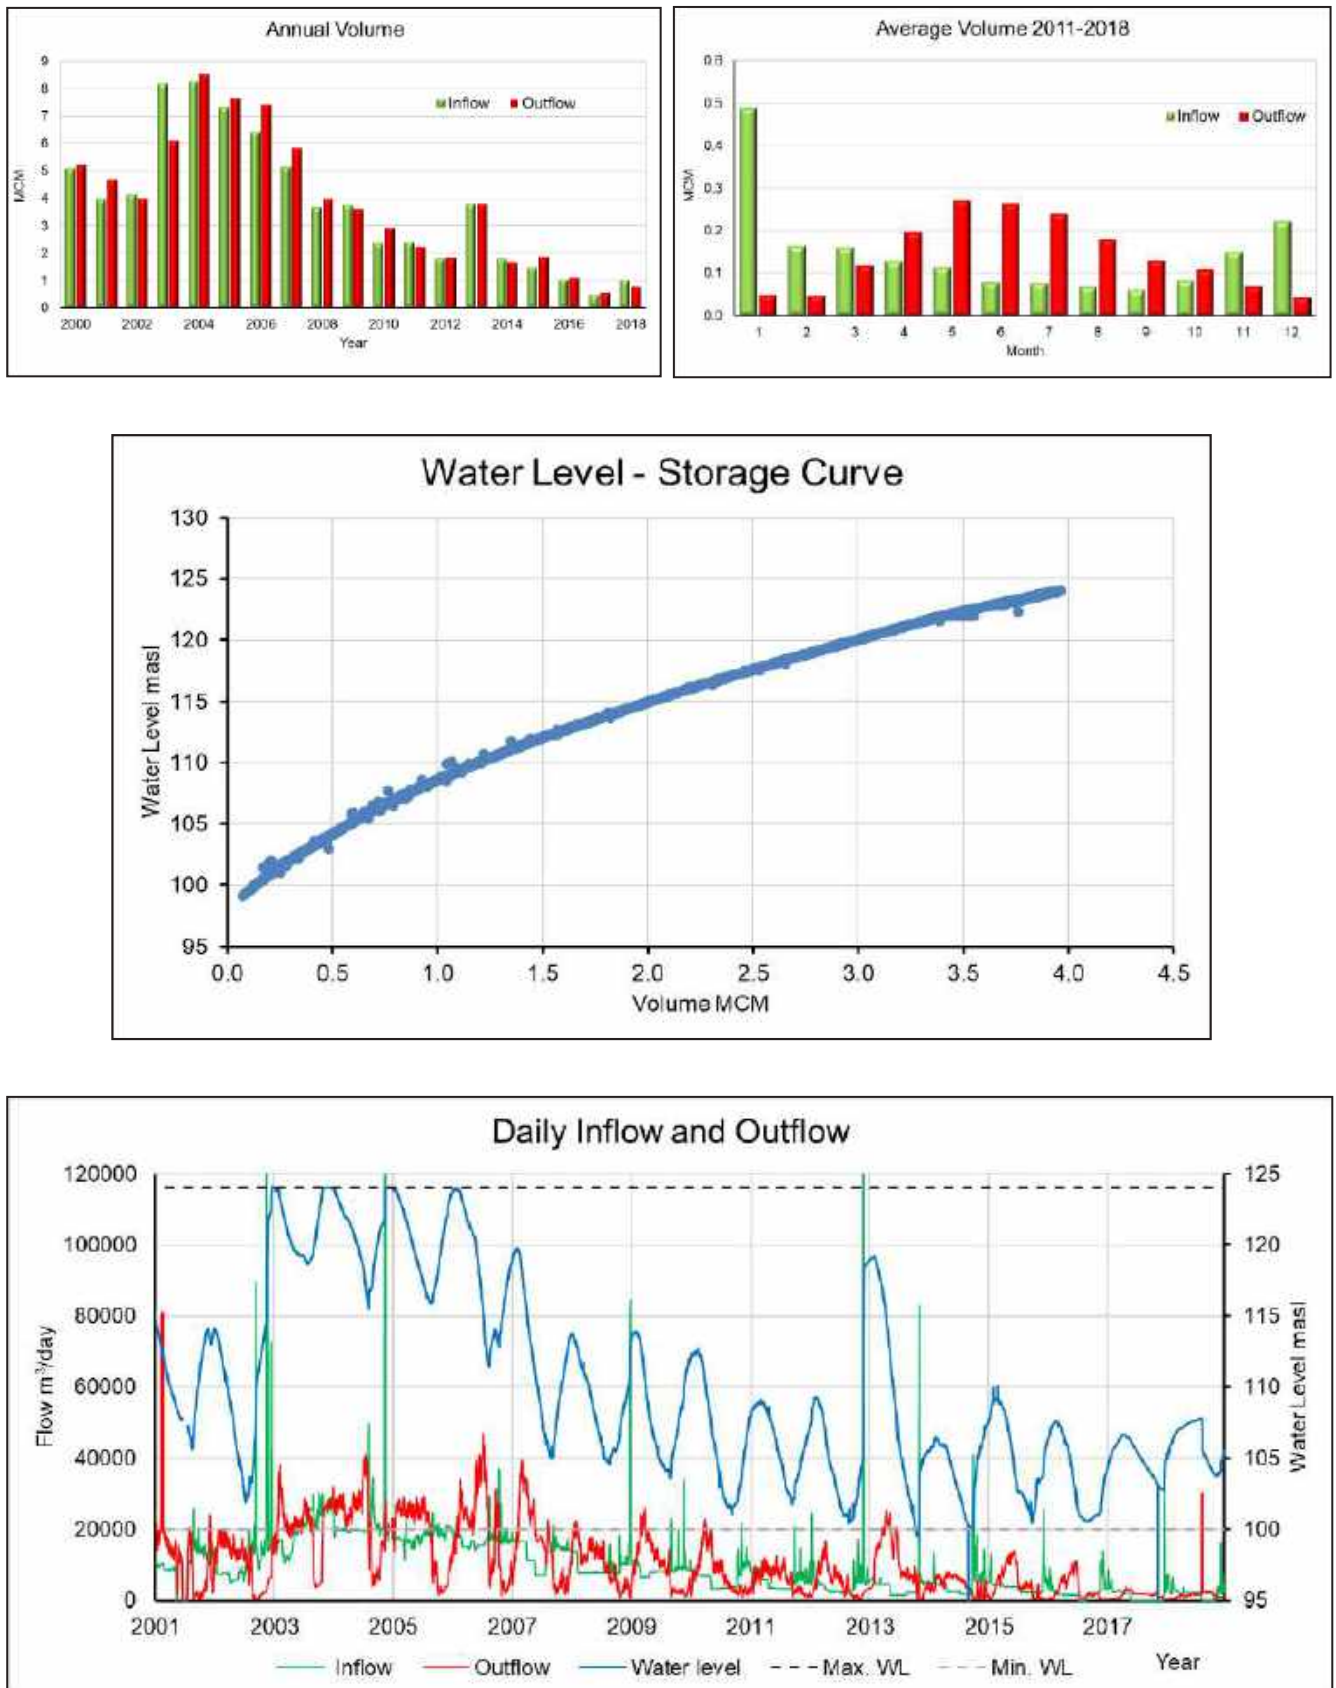 Annual Volume
9
8
7
6
5
4
3
2
1
0
MCM
Inflow Outflow
2000 2002 2004 2006 2008 2010 2012 2014 2016 2018
Year
Average Volume 2011-2018
0.6
0.5
0.4
0.3
0.2
0.1
0.0
MCM
Inflow Outflow
1 2 3 4 5 6 7 8 9 10 11 12
Month
Water Level - Storage Curve
130
125
120
115
110
105
100
95
Water Level masl
0.0 0.5 1.0 1.5 2.0 2.5 3.0 3.5 4.0 4.5
Volume MCM
Daily Inflow and Outflow
120000
100000
80000
60000
40000
20000
0
Flow m³/day
125
120
115
110
105
100
95
Water Level masl
2001 2003 2005 2007 2009 2011 2013 2015 2017
Year
Inflow Outflow Water level Max. WL Min. WL